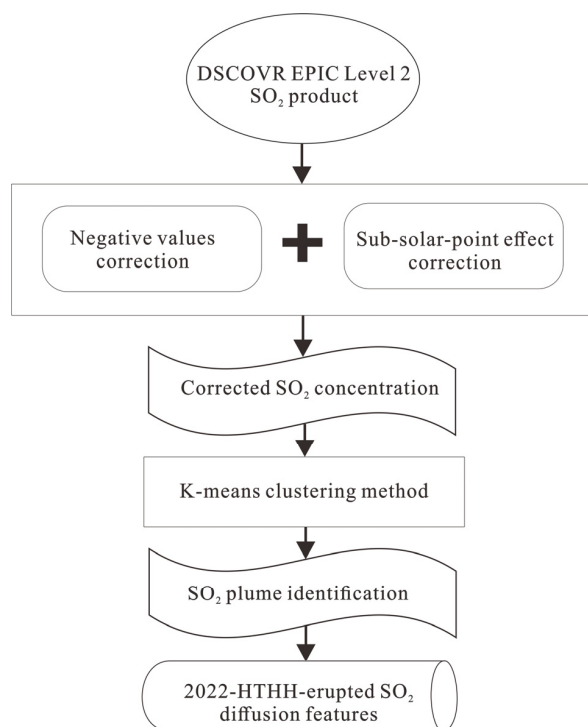 DSCOVR EPIC Level 2
SO₂ product
Negative values
correction
+
Sub-solar-point effect
correction
Corrected SO₂ concentration
K-means clustering method
SO₂ plume identification
2022-HTHH-erupted SO₂
diffusion features